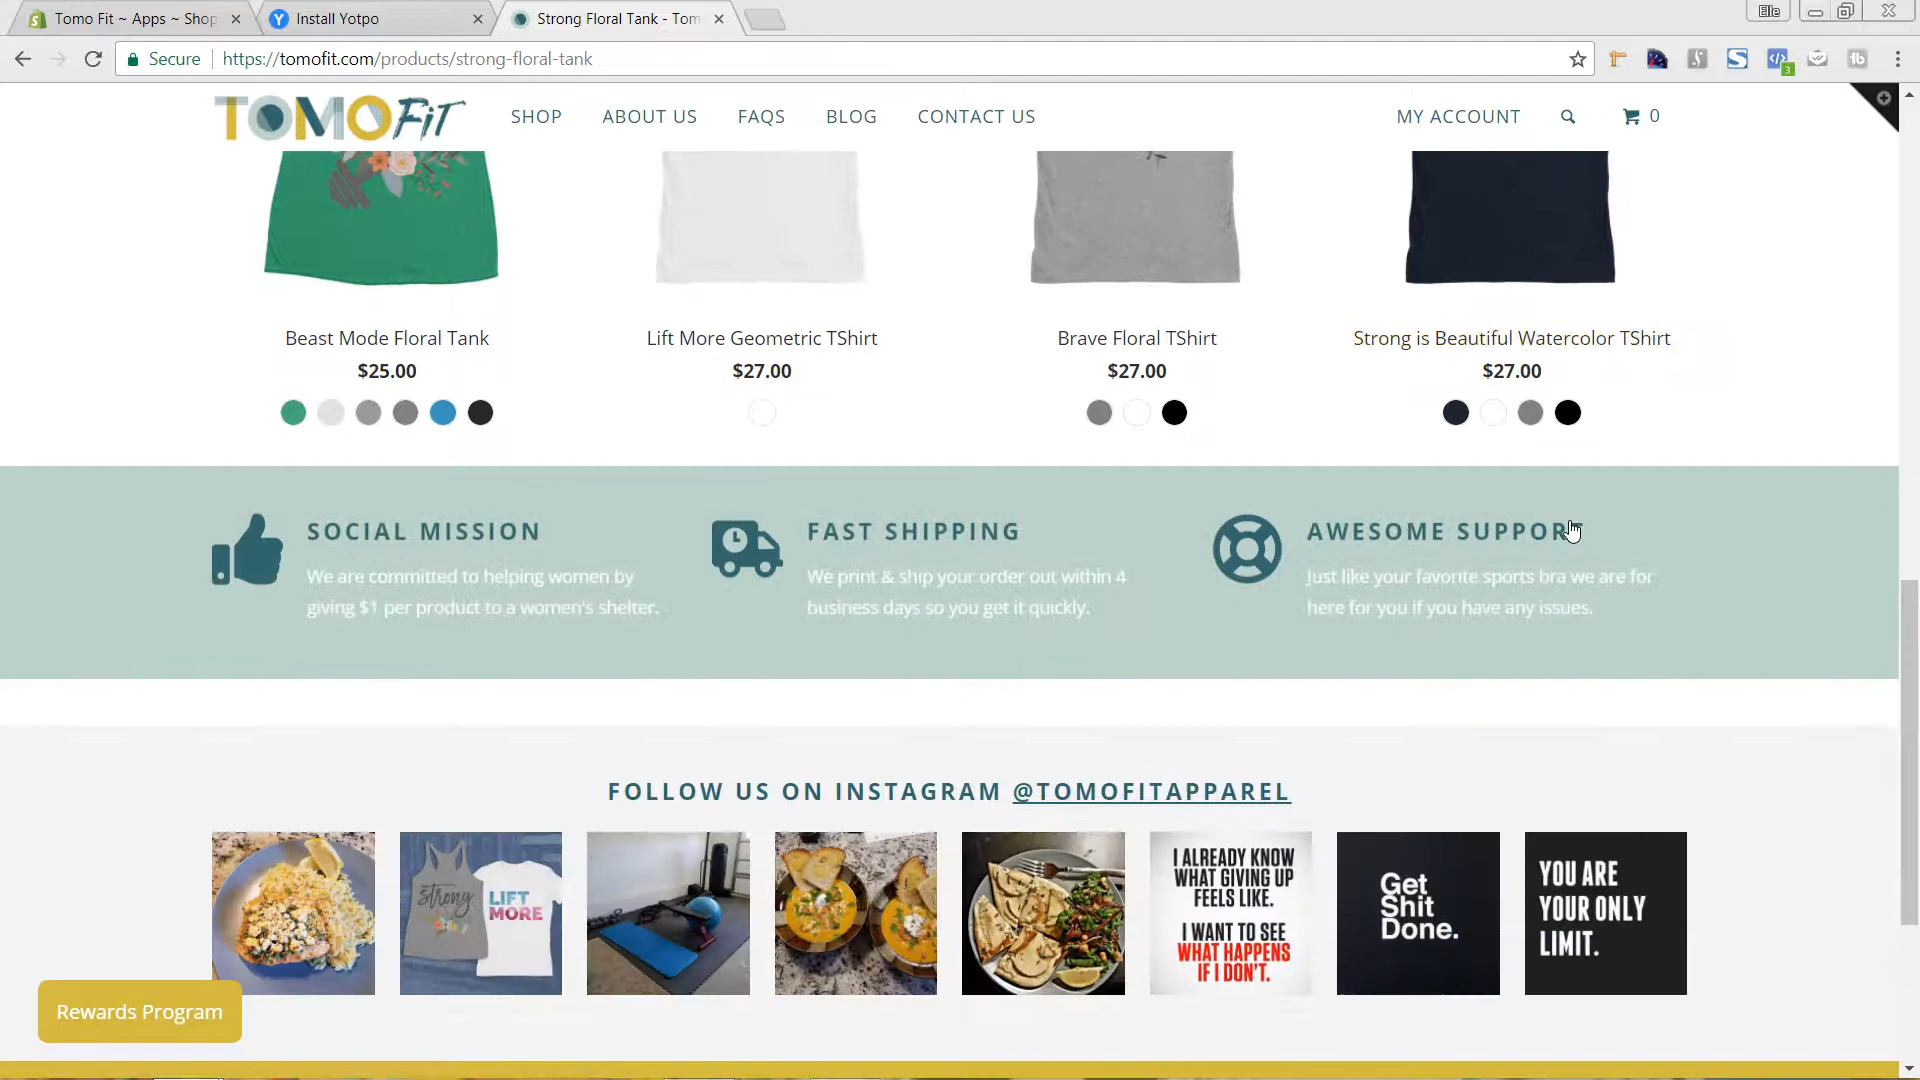 Tomo Fit ~ Apps ~ Shop
Install Yotpo
Strong Floral Tank - Tom
Elle
Secure
https://tomofit.com/products/strong-floral-tank
3
TOMO FiT
SHOP
ABOUT US
FAQS
BLOG
CONTACT US
MY ACCOUNT
0
Beast Mode Floral Tank
$25.00
Lift More Geometric TShirt
$27.00
Brave Floral TShirt
$27.00
Strong is Beautiful Watercolor TShirt
$27.00
SOCIAL MISSION
We are committed to helping women by
giving $1 per product to a women's shelter.
FAST SHIPPING
We print & ship your order out within 4
business days so you get it quickly.
AWESOME SUPPORT
Just like your favorite sports bra we are for
here for you if you have any issues.
FOLLOW US ON INSTAGRAM @TOMOFITAPPAREL
strong
LIFT
MORE
I ALREADY KNOW
WHAT GIVING UP
FEELS LIKE.
I WANT TO SEE
WHAT HAPPENS
IF I DON'T.
Get
Shit
Done.
YOU ARE
YOUR ONLY
LIMIT.
Rewards Program